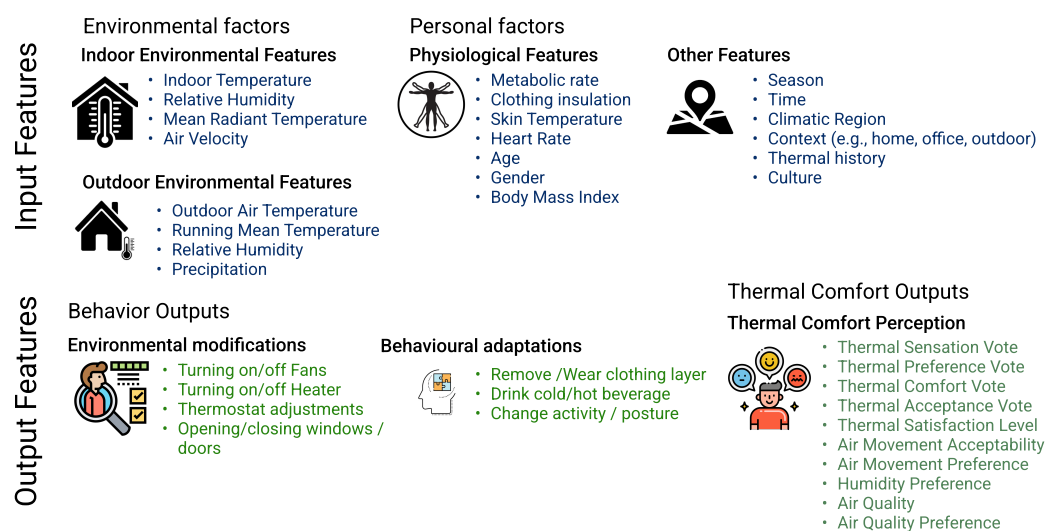 Input Features
Environmental factors
Indoor Environmental Features
• Indoor Temperature
• Relative Humidity
• Mean Radiant Temperature
• Air Velocity
Outdoor Environmental Features
• Outdoor Air Temperature
• Running Mean Temperature
• Relative Humidity
• Precipitation
Personal factors
Physiological Features
• Metabolic rate
• Clothing insulation
• Skin Temperature
• Heart Rate
• Age
• Gender
• Body Mass Index
Other Features
• Season
• Time
• Climatic Region
• Context (e.g., home, office, outdoor)
• Thermal history
• Culture
Output Features
Behavior Outputs
Environmental modifications
• Turning on/off Fans
• Turning on/off Heater
• Thermostat adjustments
• Opening/closing windows /
doors
Behavioural adaptations
• Remove /Wear clothing layer
• Drink cold/hot beverage
• Change activity / posture
Thermal Comfort Outputs
Thermal Comfort Perception
• Thermal Sensation Vote
• Thermal Preference Vote
• Thermal Comfort Vote
• Thermal Acceptance Vote
• Thermal Satisfaction Level
• Air Movement Acceptability
• Air Movement Preference
• Humidity Preference
• Air Quality
• Air Quality Preference